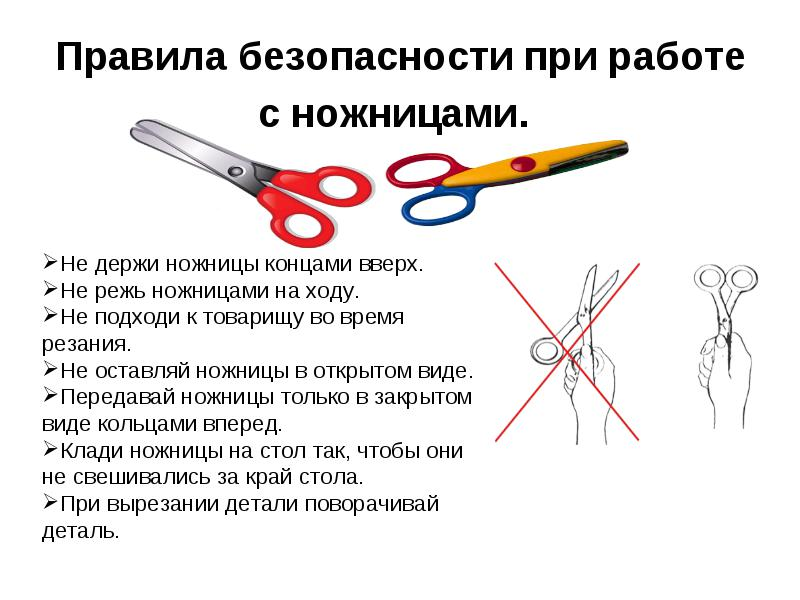 Правила безопасности при работе
с ножницами.
➢Не держи ножницы концами вверх.
➢Не режь ножницами на ходу.
➢Не подходи к товарищу во время
резания.
➢Не оставляй ножницы в открытом виде.
➢Передавай ножницы только в закрытом
виде кольцами вперед.
➢Клади ножницы на стол так, чтобы они
не свешивались за край стола.
➢При вырезании детали поворачивай
деталь.